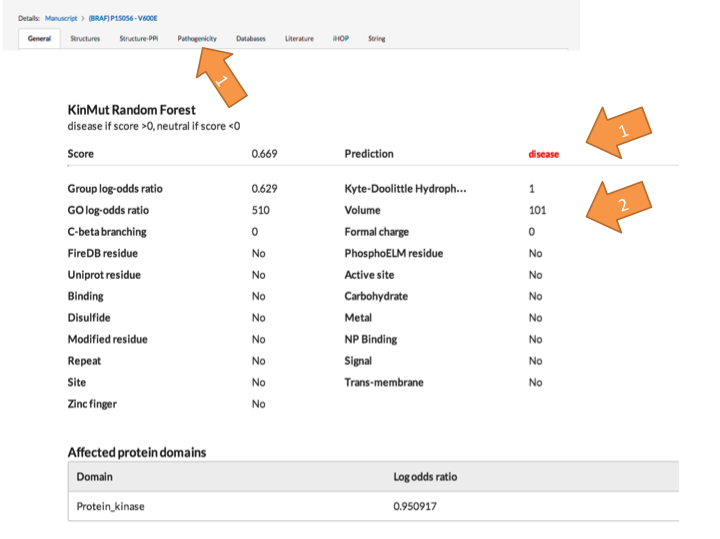 Details: Manuscript > (BRAF) P15056 - V600E
General Structures Structure-PPi Pathogenicity Databases Literature iHOP String
1
KinMut Random Forest
disease if score >0, neutral if score <0
1
Score 0.669 Prediction disease
Group log-odds ratio 0.629 Kyte-Doolittle Hydroph... 1
2
GO log-odds ratio 510 Volume 101
C-beta branching 0 Formal charge 0
FireDB residue No PhosphoELM residue No
Uniprot residue No Active site No
Binding No Carbohydrate No
Disulfide No Metal No
Modified residue No NP Binding No
Repeat No Signal No
Site No Trans-membrane No
Zinc finger No
Affected protein domains
Domain Log odds ratio
Protein_kinase 0.950917